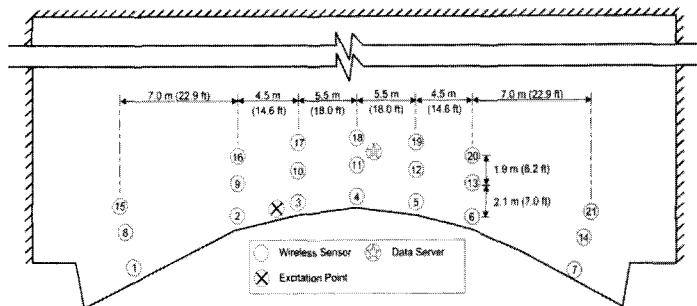 7.0 m (22.9 ft) 4.5 m (14.6 ft) 5.5 m (18.0 ft) 5.5 m (18.0 ft) 4.5 m (14.6 ft) 7.0 m (22.9 ft)
18
17 19
16 11 20
10 12
9 13
1.9 m (6.2 ft)
15 21
3 4 5
2 6
2.1 m (7.0 ft)
8 14
1 7
Wireless Sensor Data Server
Excitation Point